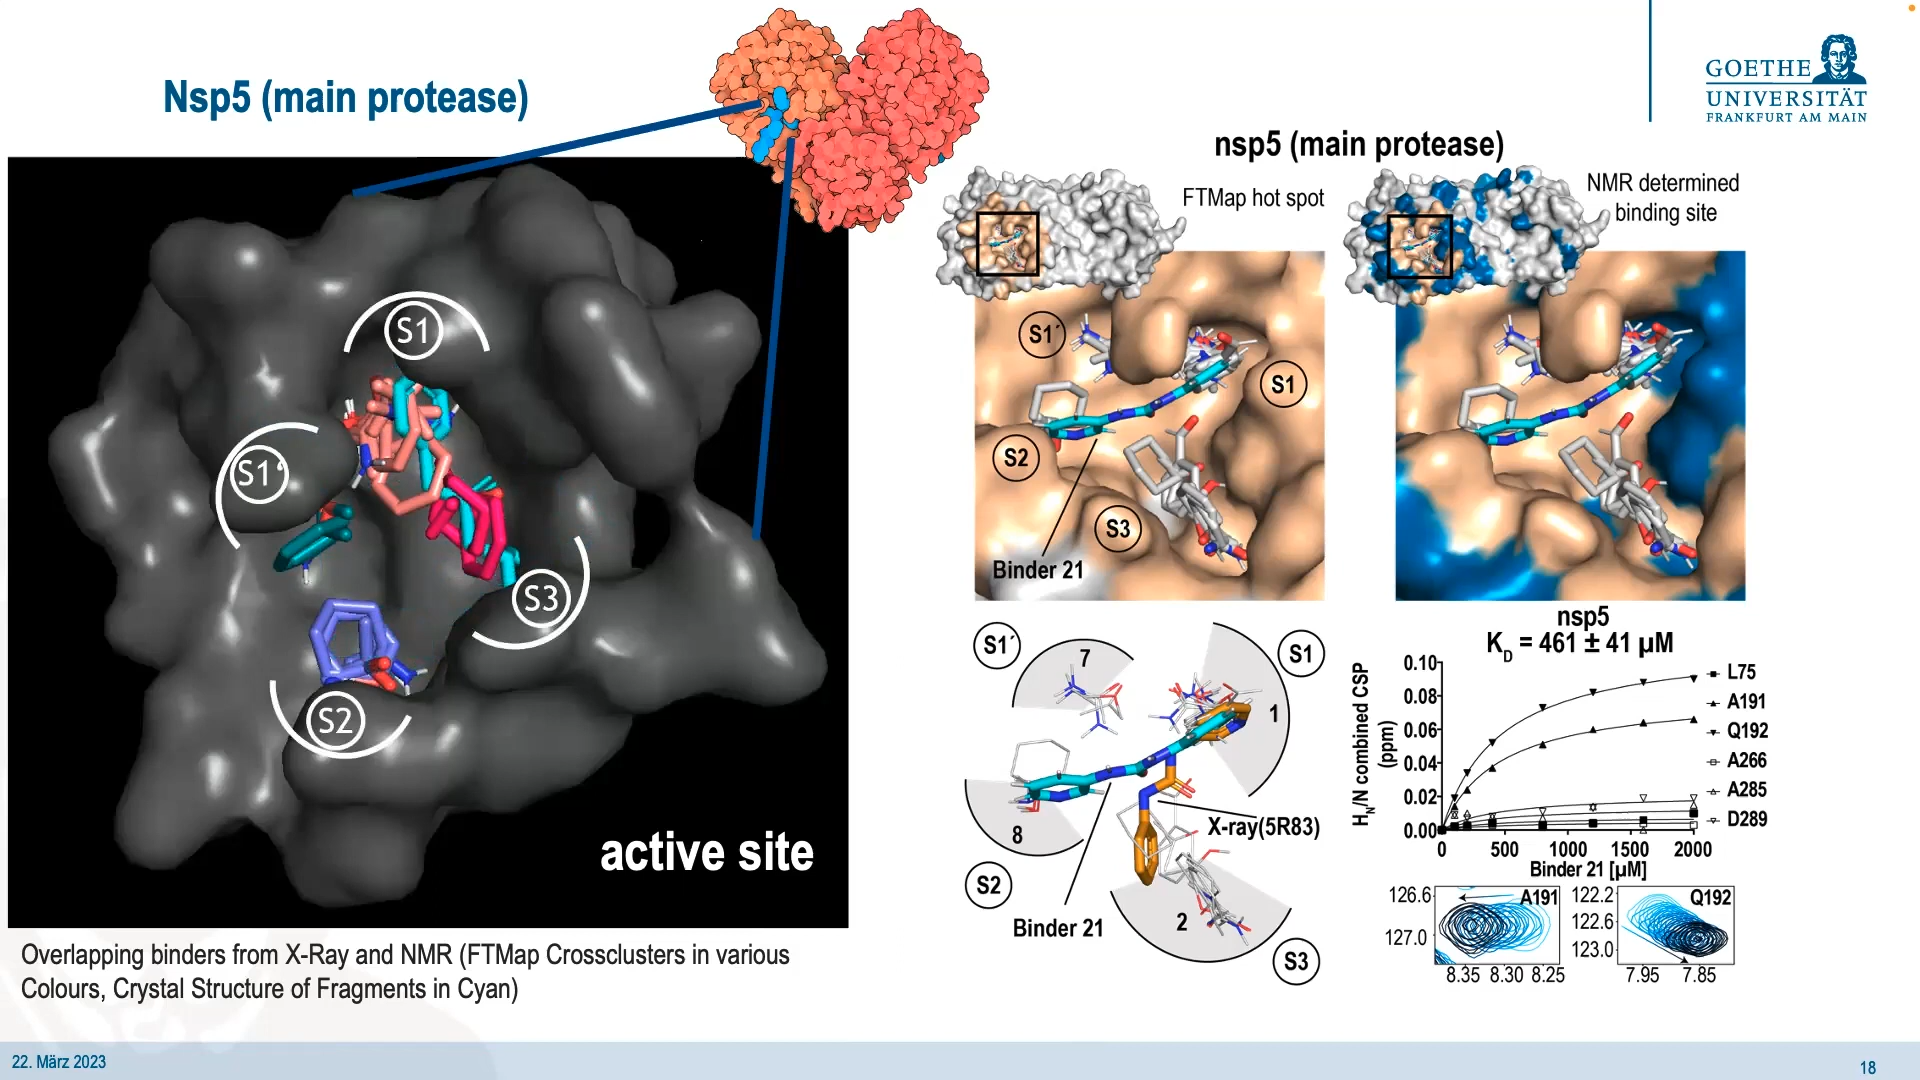 Nsp5 (main protease)
GOETHE
UNIVERSITÄT
FRANKFURT AM MAIN
S1
S1‘
S3
S2
active site
Overlapping binders from X-Ray and NMR (FTMap Crossclusters in various
Colours, Crystal Structure of Fragments in Cyan)
nsp5 (main protease)
FTMap hot spot
NMR determined
binding site
S1´
S1
S2
S3
Binder 21
S1´
7
S1
1
8
X-ray(5R83)
S2
Binder 21
2
S3
nsp5
KD = 461 ± 41 µM
HN/N combined CSP
(ppm)
0.10
0.08
0.06
0.04
0.02
0.00
0 500 1000 1500 2000
Binder 21 [µM]
L75
A191
Q192
A266
A285
D289
126.6
127.0
A191
8.35 8.30 8.25
122.2
122.6
123.0
Q192
7.95 7.85
22. März 2023
18